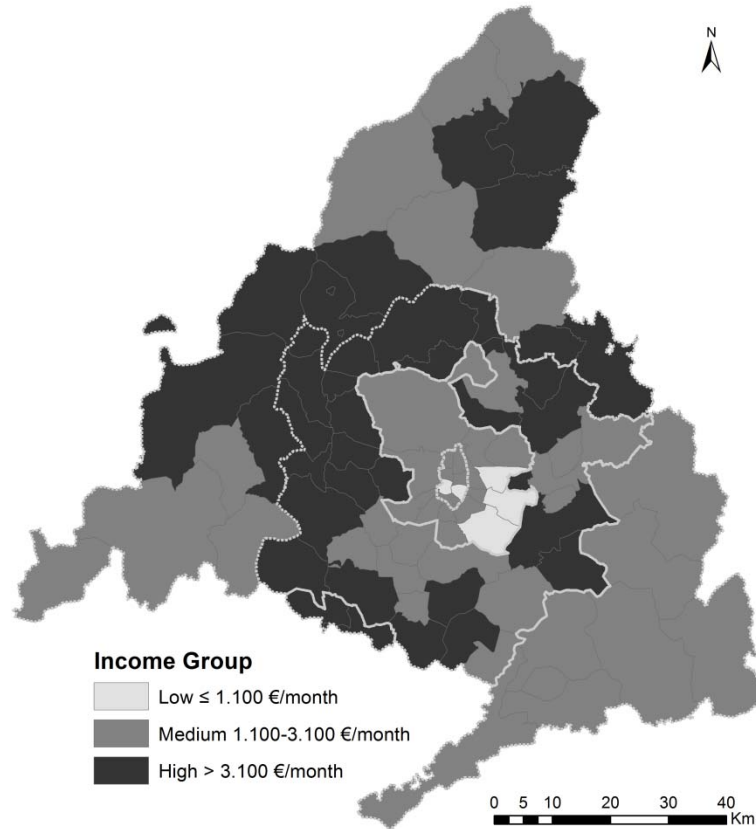 N
Income Group
Low ≤ 1.100 €/month
Medium 1.100-3.100 €/month
High > 3.100 €/month
0 5 10 20 30 40
Km